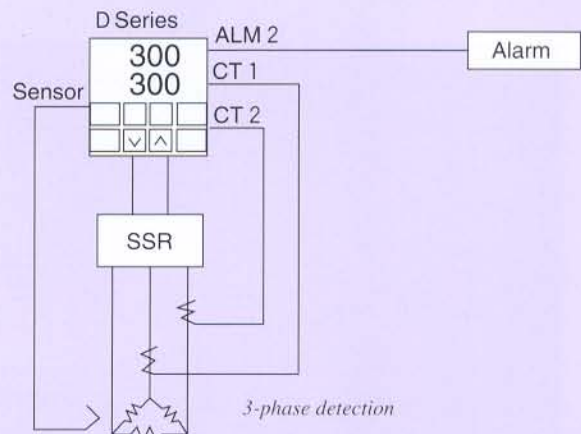 D Series
ALM 2
Alarm
300
CT 1
300
Sensor
CT 2
SSR
3-phase detection